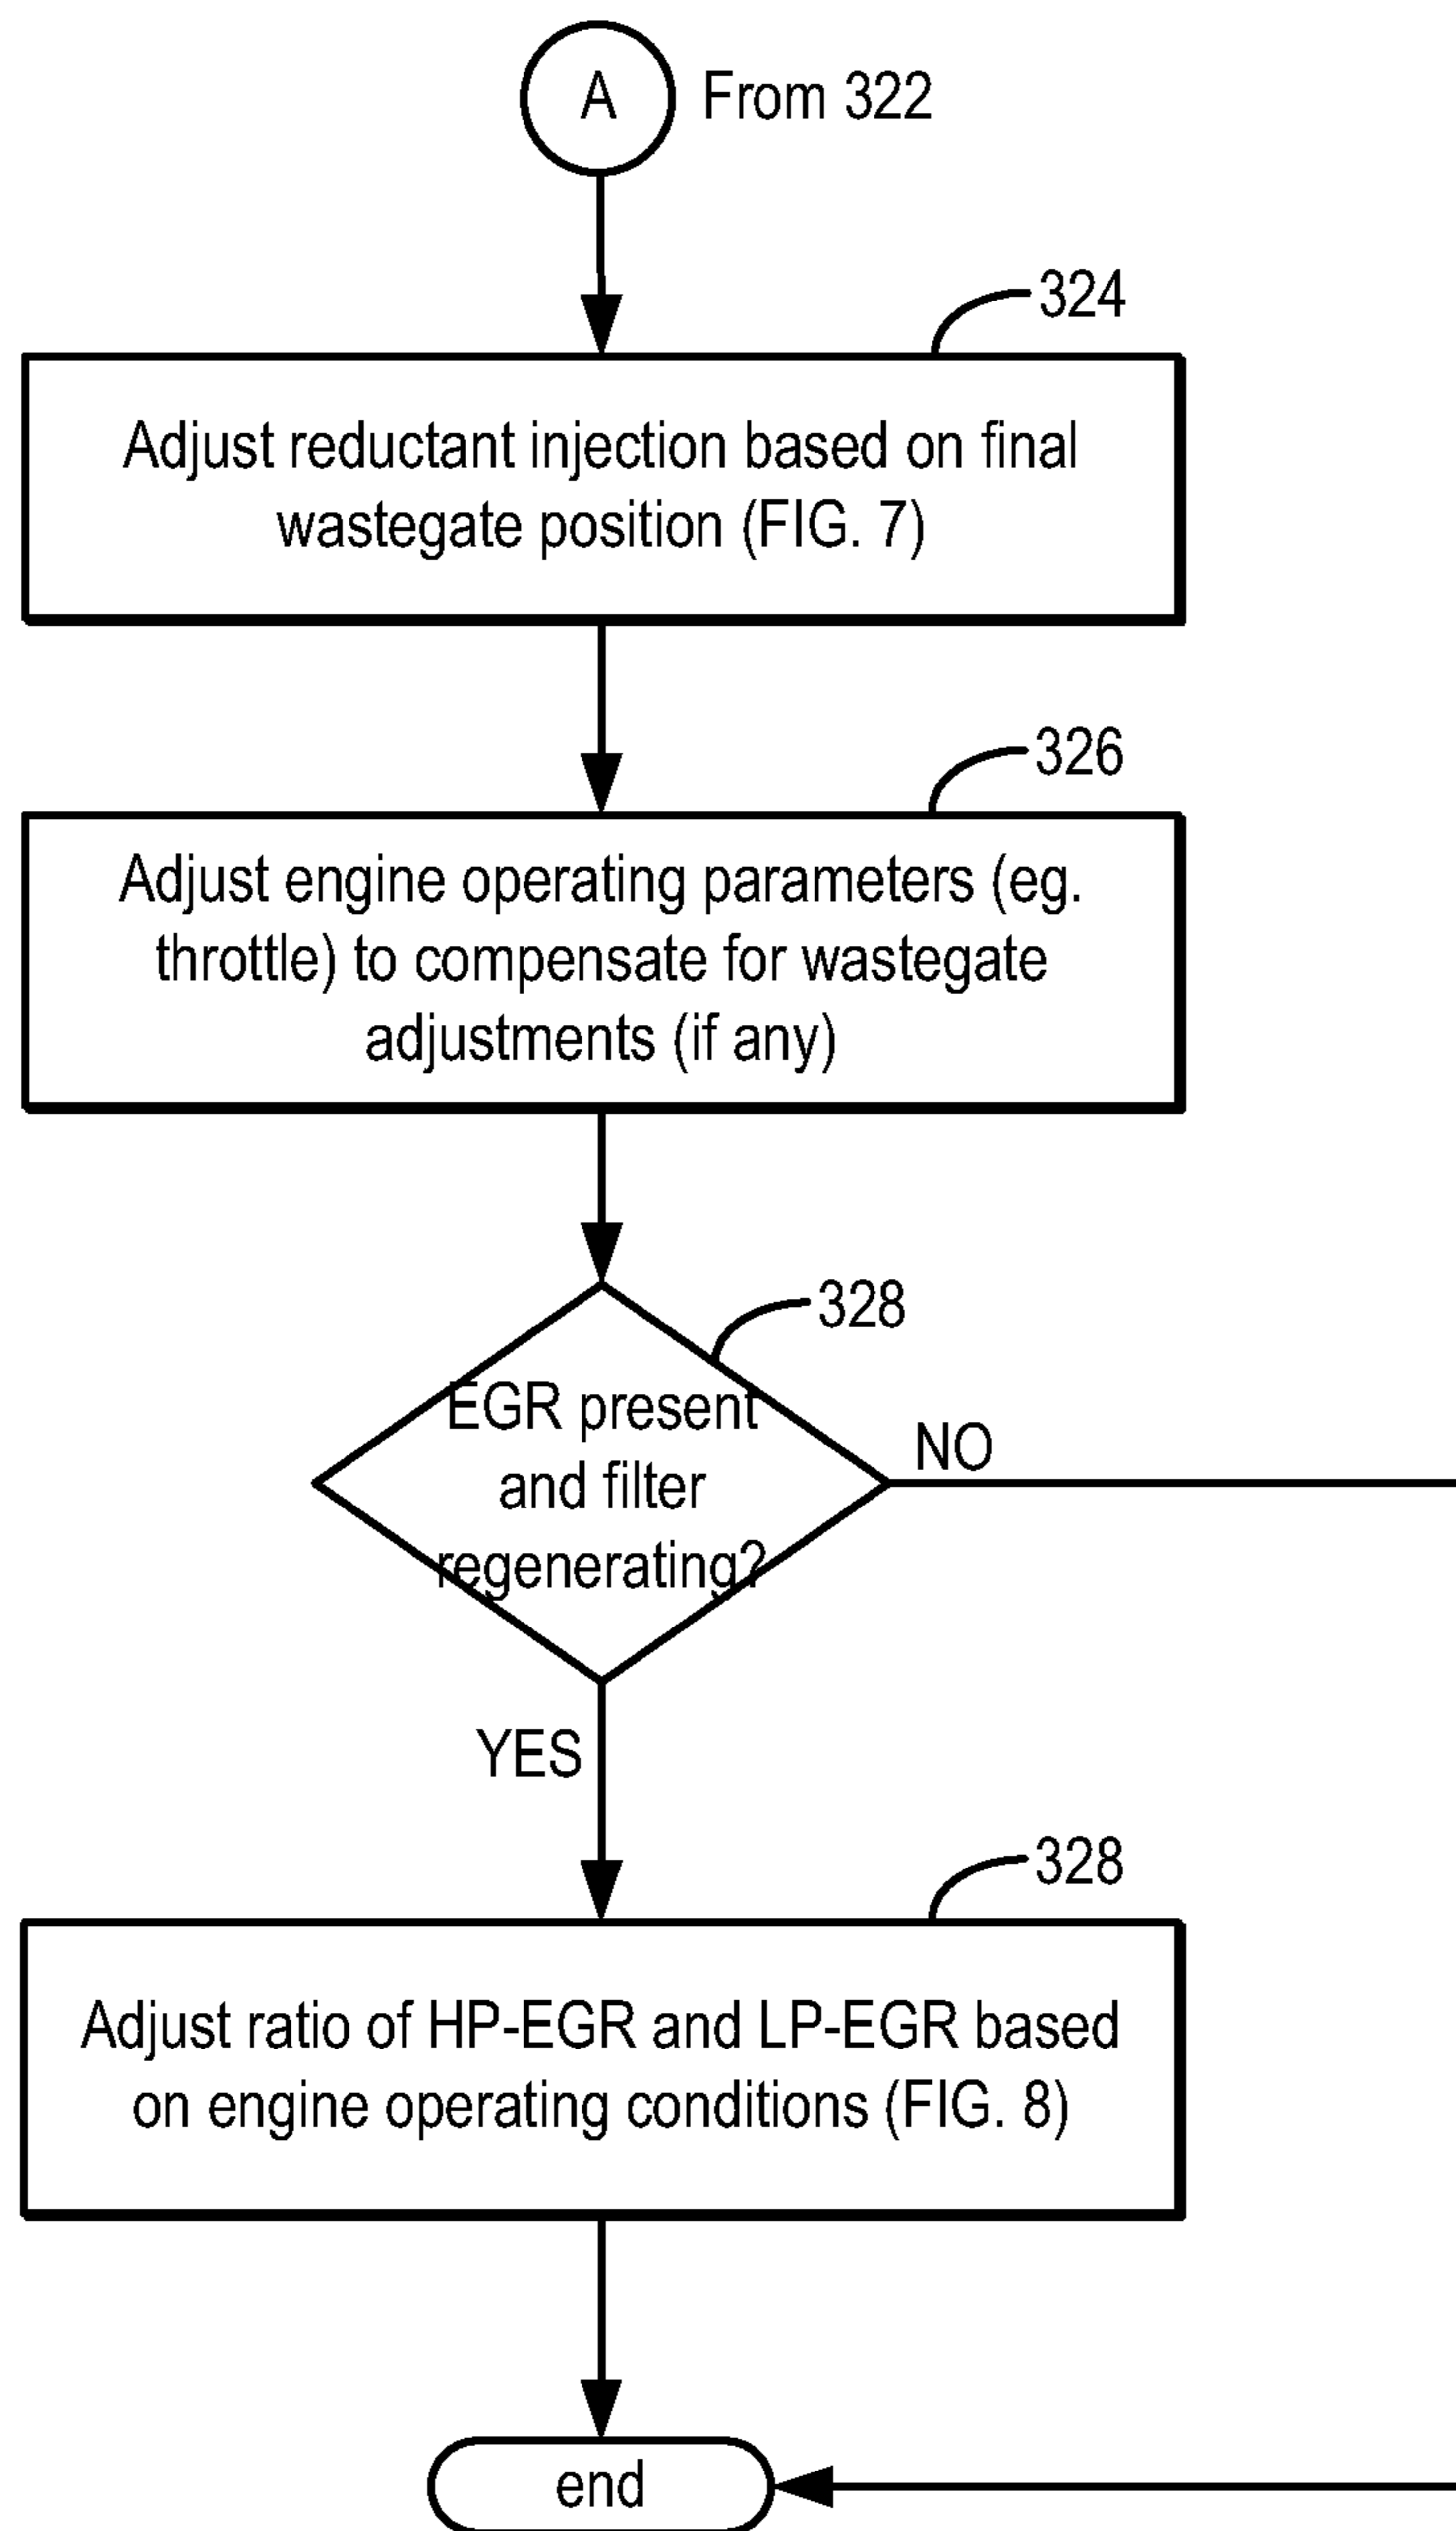 A From 322
324
Adjust reductant injection based on final
wastegate position (FIG. 7)
326
Adjust engine operating parameters (eg.
throttle) to compensate for wastegate
adjustments (if any)
328
EGR present
and filter
regenerating?
NO
YES
328
Adjust ratio of HP-EGR and LP-EGR based
on engine operating conditions (FIG. 8)
end